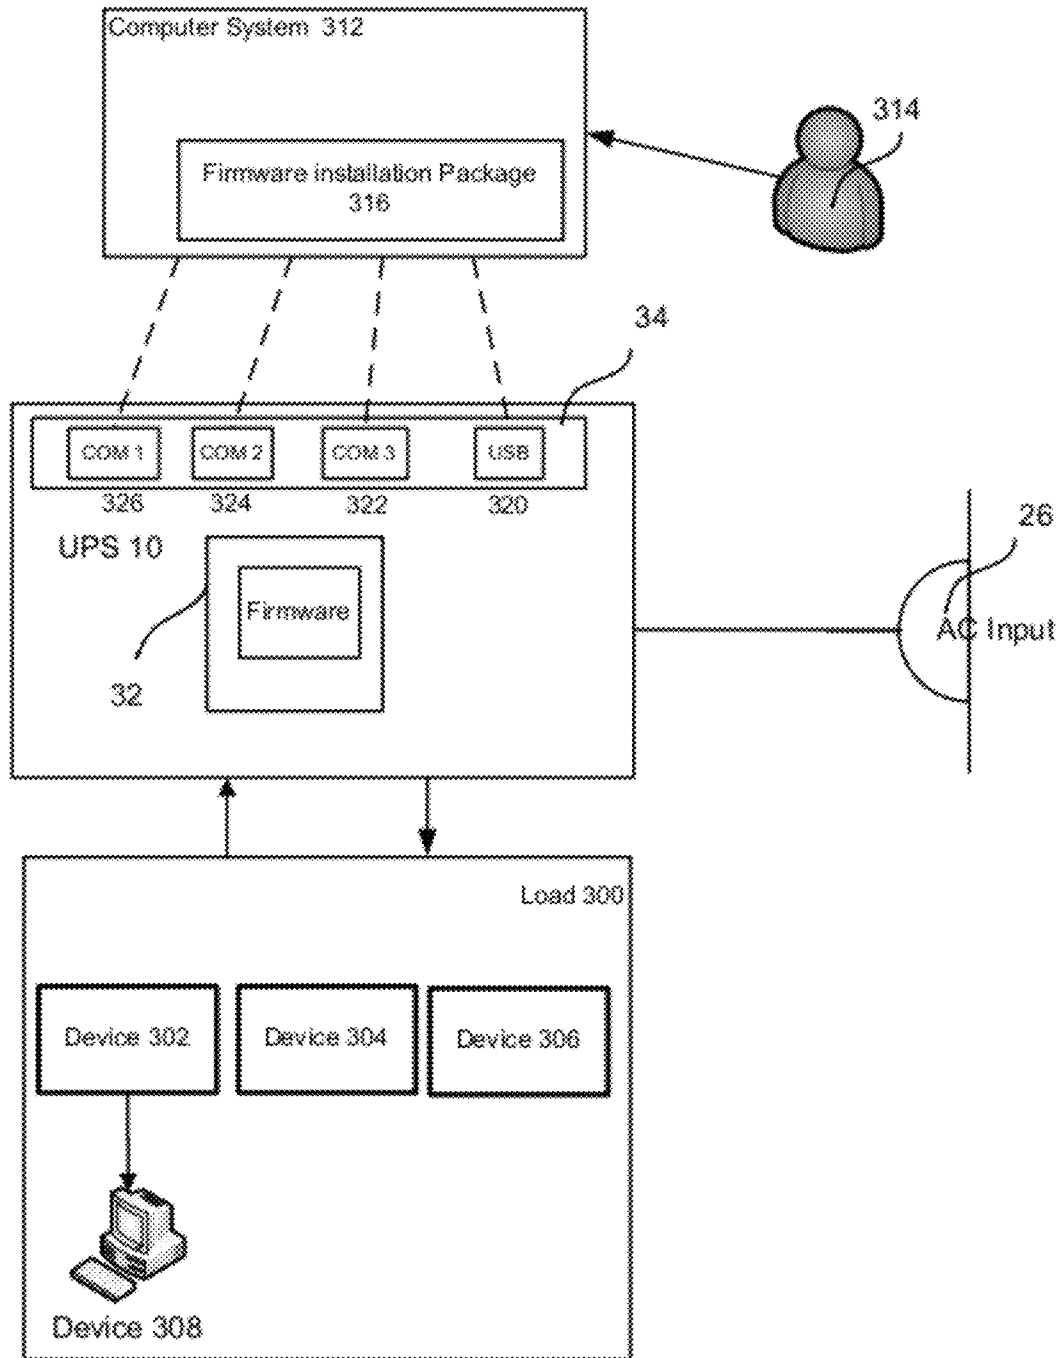 Computer System 312
314
Firmware installation Package
316
34
COM 1
COM 2
COM 3
USB
326
324
322
320
UPS 10
26
Firmware
AC Input
32
Load 300
Device 302
Device 304
Device 306
Device 308